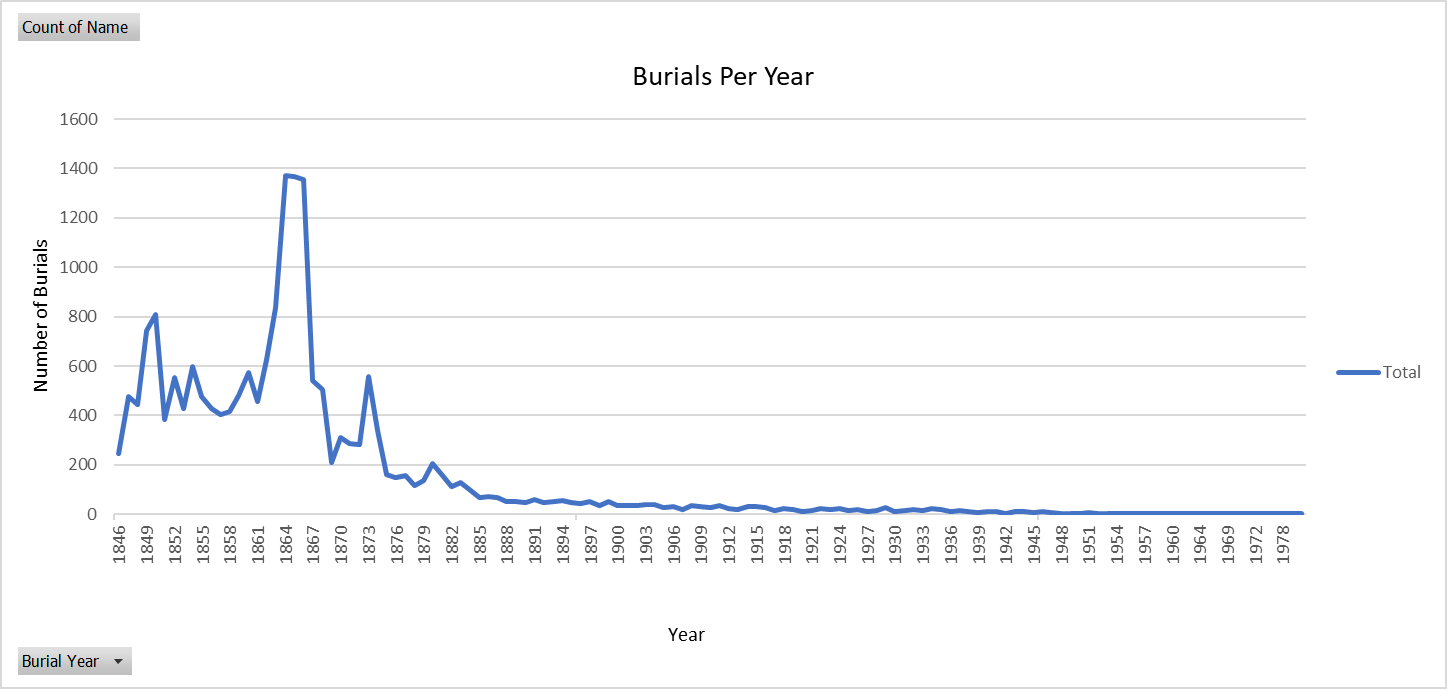 Count of Name
Burials Per Year
1600
1400
1200
1000
800
600
400
200
0
Number of Burials
1846 1849 1852 1855 1858 1861 1864 1867 1870 1873 1876 1879 1882 1885 1888 1891 1894 1897 1900 1903 1906 1909 1912 1915 1918 1921 1924 1927 1930 1933 1936 1939 1942 1945 1948 1951 1954 1957 1960 1964 1969 1972 1978
Total
Year
Burial Year